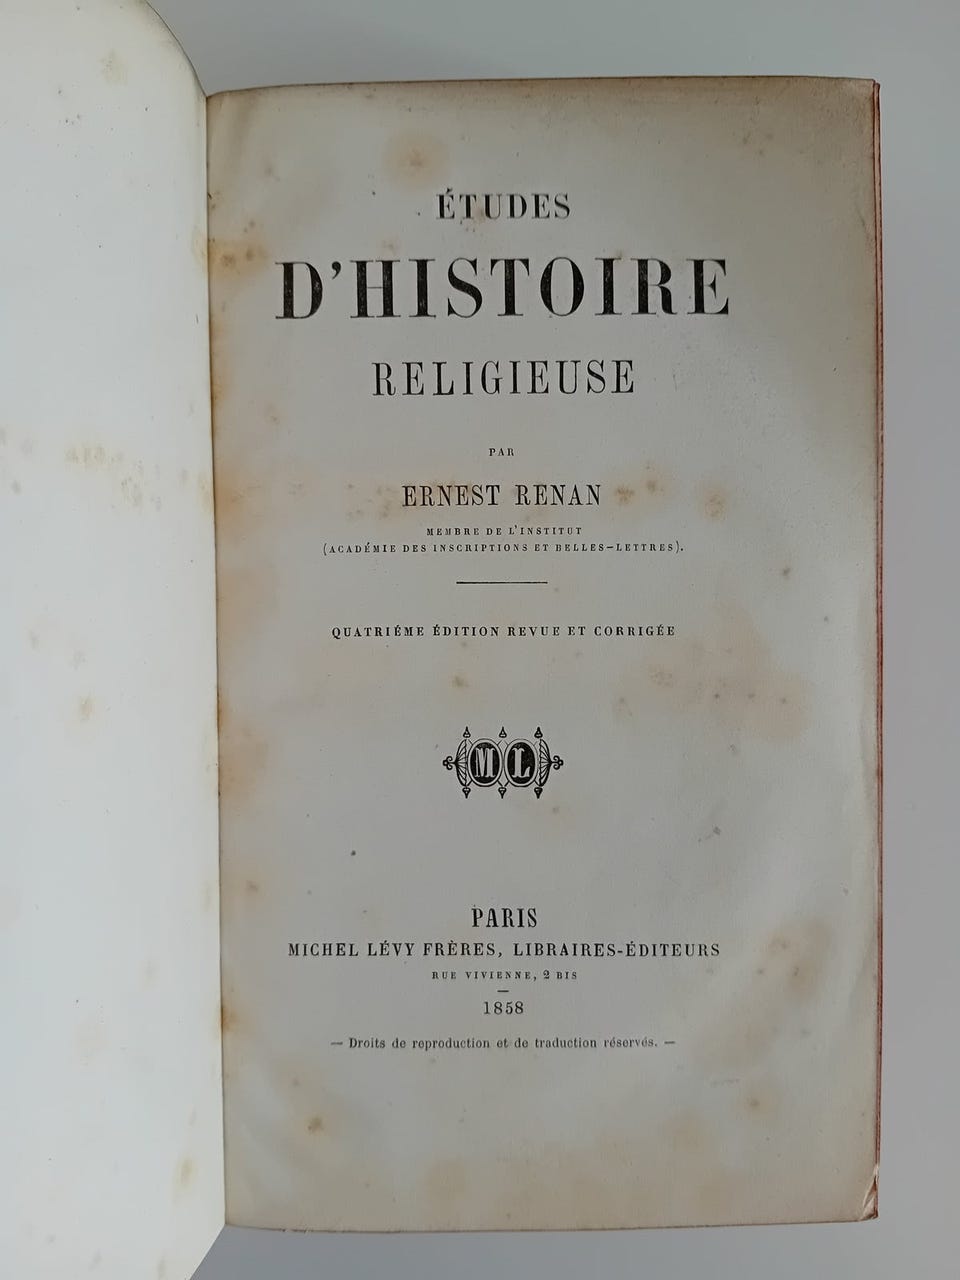 ÉTUDES
D'HISTOIRE
RELIGIEUSE
PAR
ERNEST RENAN
MEMBRE DE L'INSTITUT
(ACADÉMIE DES INSCRIPTIONS ET BELLES-LETTRES).
QUATRIÉME ÉDITION REVUE ET CORRIGÉE
ML
PARIS
MICHEL LÉVY FRÈRES, LIBRAIRES-ÉDITEURS
RUE VIVIENNE, 2 BIS
—
1858
— Droits de reproduction et de traduction réservés. —